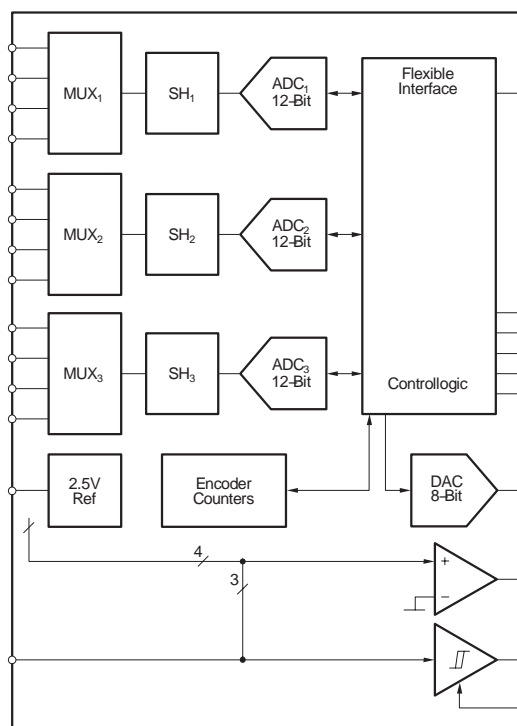 MUX₁
SH₁
ADC₁
12-Bit
Flexible
Interface
MUX₂
SH₂
ADC₂
12-Bit
MUX₃
SH₃
ADC₃
12-Bit
Controllogic
2.5V
Ref
Encoder
Counters
DAC
8-Bit
4
+
3
−